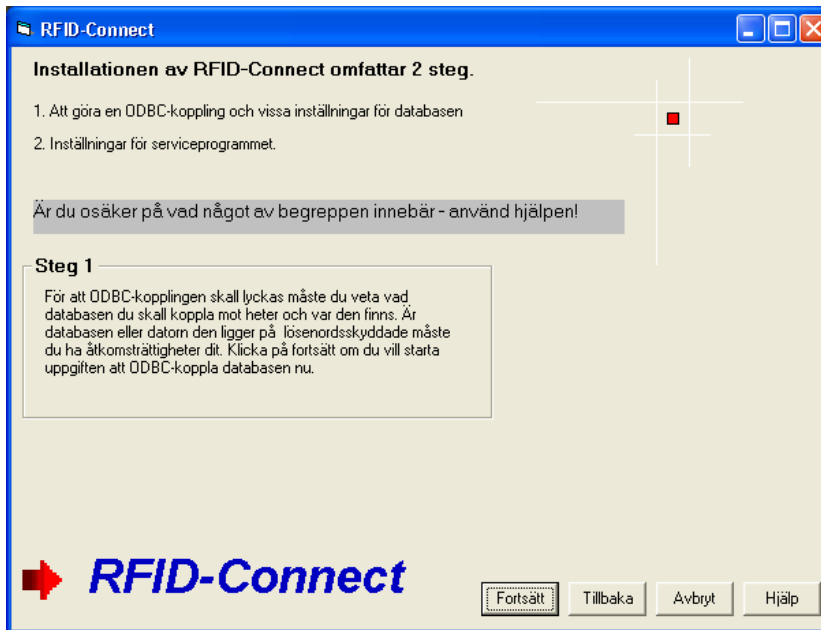 RFID-Connect
Installationen av RFID-Connect omfattar 2 steg.
1. Att göra en ODBC-koppling och vissa inställningar för databasen
2. Inställningar för serviceprogrammet.
Är du osäker på vad något av begreppen innebär - använd hjälpen!
Steg 1
För att ODBC-kopplingen skall lyckas måste du veta vad
databasen du skall koppla mot heter och var den finns. Är
databasen eller datorn den ligger på lösenordsskyddade måste
du ha åtkomsträttigheter dit. Klicka på fortsätt om du vill starta
uppgiften att ODBC-koppla databasen nu.
RFID-Connect
Fortsätt Tillbaka Avbryt Hjälp